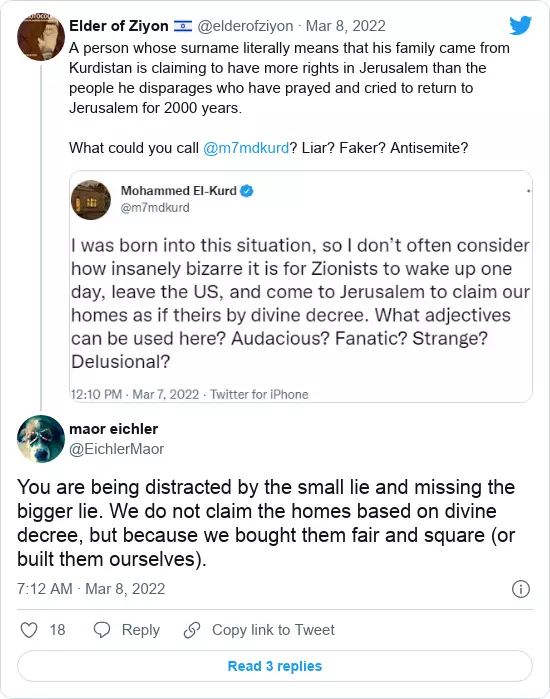 Elder of Ziyon 🇮🇱 @elderofziyon · Mar 8, 2022
A person whose surname literally means that his family came from
Kurdistan is claiming to have more rights in Jerusalem than the
people he disparages who have prayed and cried to return to
Jerusalem for 2000 years.
What could you call @m7mdkurd? Liar? Faker? Antisemite?
Mohammed El-Kurd
@m7mdkurd
I was born into this situation, so I don't often consider
how insanely bizarre it is for Zionists to wake up one
day, leave the US, and come to Jerusalem to claim our
homes as if theirs by divine decree. What adjectives
can be used here? Audacious? Fanatic? Strange?
Delusional?
12:10 PM · Mar 7, 2022 · Twitter for iPhone
maor eichler
@EichlerMaor
You are being distracted by the small lie and missing the
bigger lie. We do not claim the homes based on divine
decree, but because we bought them fair and square (or
built them ourselves).
7:12 AM · Mar 8, 2022
18 Reply Copy link to Tweet
Read 3 replies